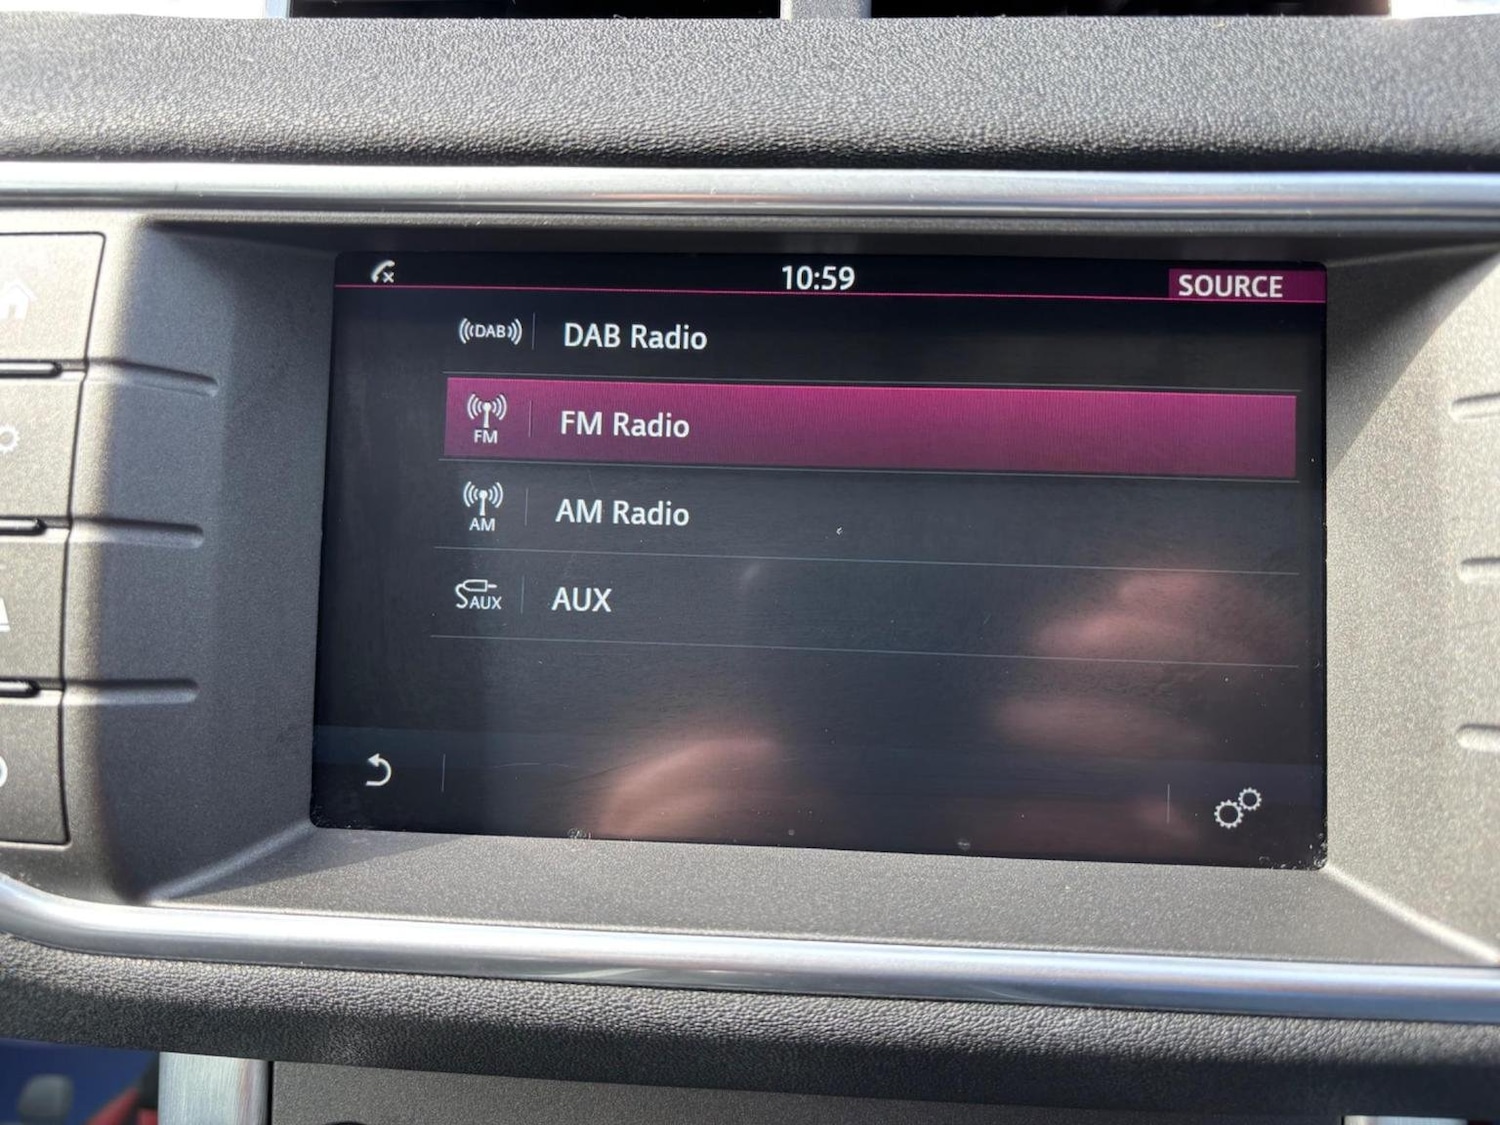 10:59
SOURCE
DAB DAB Radio
FM FM Radio
AM AM Radio
AUX AUX